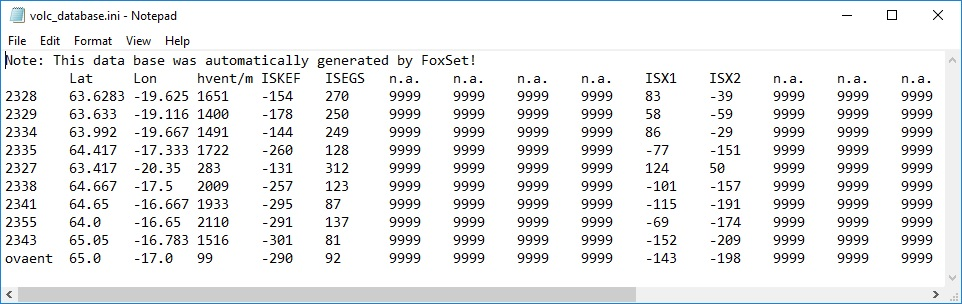 volc_database.ini - Notepad
File Edit Format View Help
Note: This data base was automatically generated by FoxSet!
Lat Lon hvent/m ISKEF ISEGS n.a. n.a. n.a. n.a. ISX1 ISX2 n.a. n.a. n.a.
2328 63.6283 -19.625 1651 -154 270 9999 9999 9999 9999 83 -39 9999 9999 9999
2329 63.633 -19.116 1400 -178 250 9999 9999 9999 9999 58 -59 9999 9999 9999
2334 63.992 -19.667 1491 -144 249 9999 9999 9999 9999 86 -29 9999 9999 9999
2335 64.417 -17.333 1722 -260 128 9999 9999 9999 9999 -77 -151 9999 9999 9999
2327 63.417 -20.35 283 -131 312 9999 9999 9999 9999 124 50 9999 9999 9999
2338 64.667 -17.5 2009 -257 123 9999 9999 9999 9999 -101 -157 9999 9999 9999
2341 64.65 -16.667 1933 -295 87 9999 9999 9999 9999 -115 -191 9999 9999 9999
2355 64.0 -16.65 2110 -291 137 9999 9999 9999 9999 -69 -174 9999 9999 9999
2343 65.05 -16.783 1516 -301 81 9999 9999 9999 9999 -152 -209 9999 9999 9999
ovaent 65.0 -17.0 99 -290 92 9999 9999 9999 9999 -143 -198 9999 9999 9999